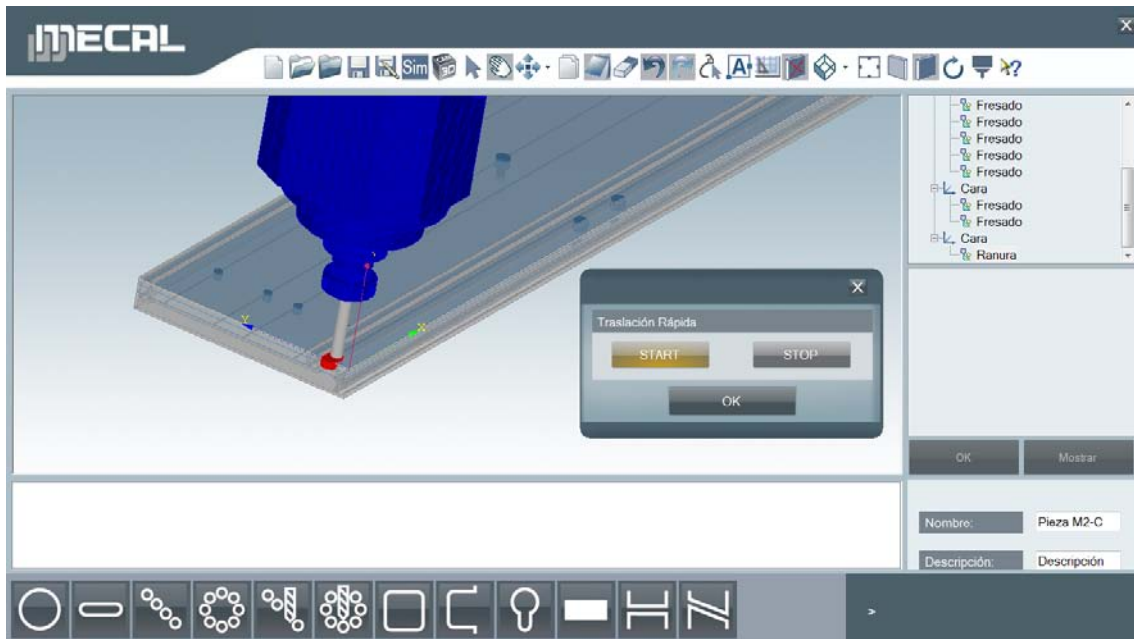 MECAL
X
Sim
3D
A
?
Fresado
Fresado
Fresado
Fresado
Fresado
Cara
Fresado
Fresado
Cara
Ranura
Y
X
X
Traslación Rápida
START
STOP
OK
OK
Mostrar
Nombre:
Pieza M2-C
Descripción:
Descripción
>